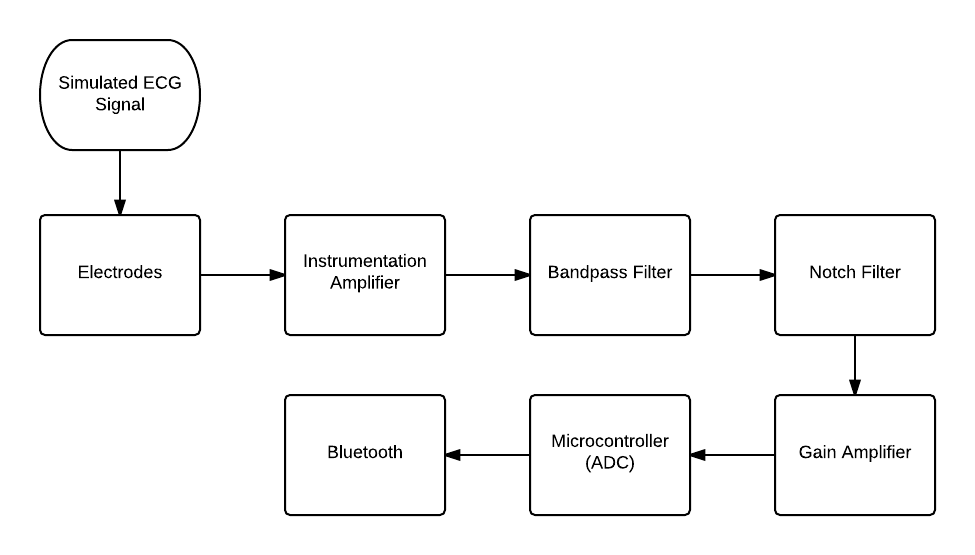 Simulated ECG
Signal
Electrodes
Instrumentation
Amplifier
Bandpass Filter
Notch Filter
Bluetooth
Microcontroller
(ADC)
Gain Amplifier